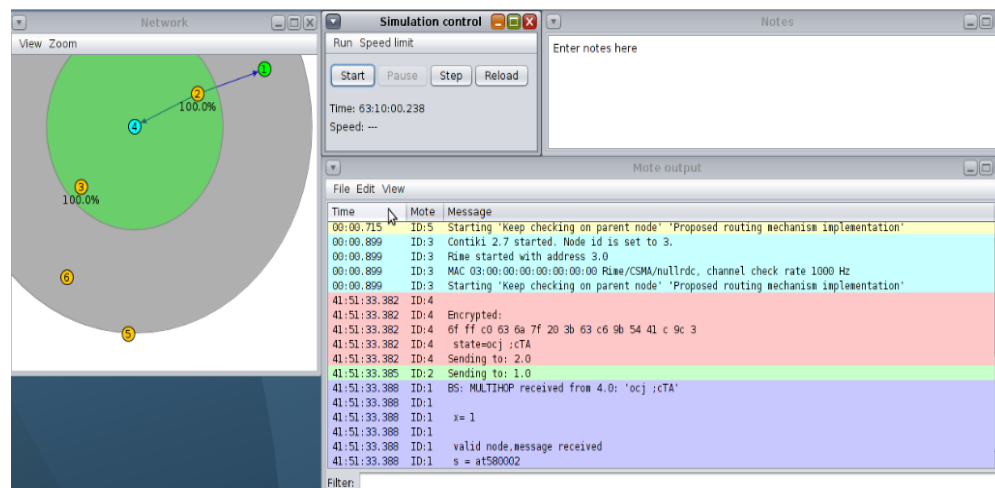 Network
View Zoom
1
2
100.0%
4
3
100.0%
6
5
Simulation control
Run Speed limit
Start Pause Step Reload
Time: 63:10:00.238
Speed: ---
Notes
Enter notes here
Mote output
File Edit View
Time Mote Message
00:00.715 ID:5 Starting 'Keep checking on parent node' 'Proposed routing mechanism implementation'
00:00.899 ID:3 Contiki 2.7 started. Node id is set to 3.
00:00.899 ID:3 Rime started with address 3.0
00:00.899 ID:3 MAC 03:00:00:00:00:00:00:00 Rime/CSMA/nullrdc, channel check rate 1000 Hz
00:00.899 ID:3 Starting 'Keep checking on parent node' 'Proposed routing mechanism implementation'
41:51:33.382 ID:4
41:51:33.382 ID:4 Encrypted:
41:51:33.382 ID:4 6f ff c0 63 6a 7f 20 3b 63 c6 9b 54 41 c 9c 3
41:51:33.382 ID:4 state=ocj ;cTA
41:51:33.382 ID:4 Sending to: 2.0
41:51:33.385 ID:2 Sending to: 1.0
41:51:33.388 ID:1 BS: MULTIHOP received from 4.0: 'ocj ;cTA'
41:51:33.388 ID:1
41:51:33.388 ID:1 x= 1
41:51:33.388 ID:1
41:51:33.388 ID:1 valid node,message received
41:51:33.388 ID:1 s = at580002
Filter: